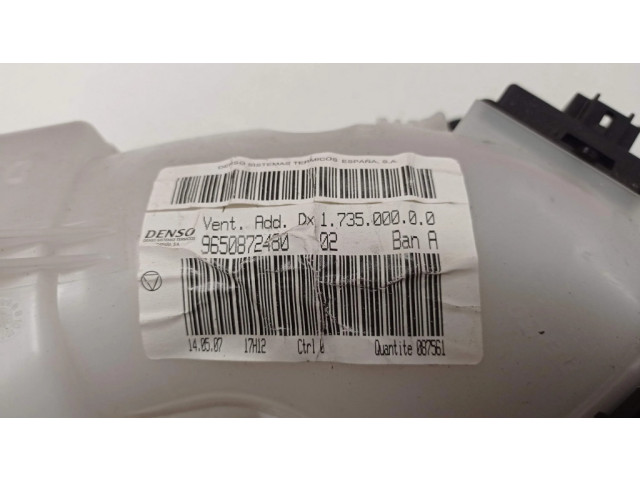 DENSO SISTEMAS TERMICOS ESPAÑA, S.A.
DENSO
Vent. Add. Dx 1.735.000.0.0
9650872480 02 Ban A
14.05.07 17H12 Ctrl 0 Quantite 087561